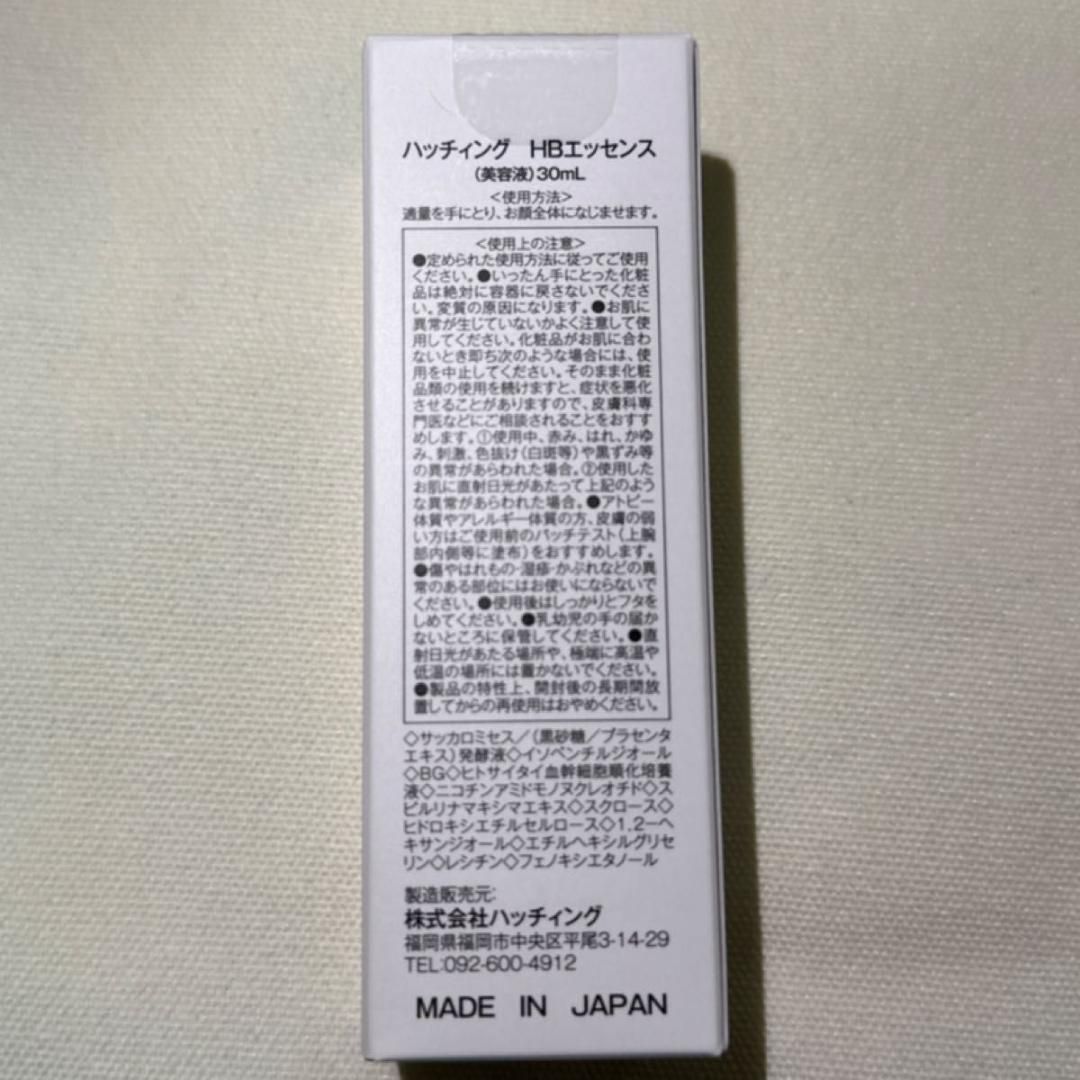 ハッチィング　HBエッセンス
(美容液)30mL
<使用方法>
適量を手にとり、お顔全体になじませます。
<使用上の注意>
●定められた使用方法に従ってご使用
ください。●いったん手にとった化粧
品は絶対に容器に戻さないでくださ
い。変質の原因になります。●お肌に
異常が生じていないかよく注意して使
用してください。化粧品がお肌に合わ
ないとき即ち次のような場合には、使
用を中止してください。そのまま化粧
品類の使用を続けますと、症状を悪化
させることがありますので、皮膚科専
門医などにご相談されることをおすす
めします。①使用中、赤み、はれ、かゆ
み、刺激、色抜け(白斑等)や黒ずみ等
の異常があらわれた場合。②使用した
お肌に直射日光があたって上記のよう
な異常があらわれた場合。●アトピー
体質やアレルギー体質の方、皮膚の弱
い方はご使用前のパッチテスト(上腕
部内側等に塗布)をおすすめします。
●傷やはれもの・湿疹・かぶれなどの異
常のある部位にはお使いにならないで
ください。●使用後はしっかりとフタを
しめてください。●乳幼児の手の届か
ないところに保管してください。●直
射日光があたる場所や、極端に高温や
低温の場所には置かないでください。
●製品の特性上、開封後の長期間放
置してからの再使用はおやめください。
◇サッカロミセス/(黒砂糖/プラセンタ
エキス)発酵液◇イソペンチルジオール
◇BG◇ヒトサイタイ血幹細胞順化培養
液◇ニコチンアミドモノヌクレオチド◇ス
ピルリナマキシマエキス◇スクロース◇
ヒドロキシエチルセルロース◇1,2-ヘ
キサンジオール◇エチルヘキシルグリセ
リン◇レシチン◇フェノキシエタノール
製造販売元:
株式会社ハッチィング
福岡県福岡市中央区平尾3-14-29
TEL:092-600-4912
MADE IN JAPAN